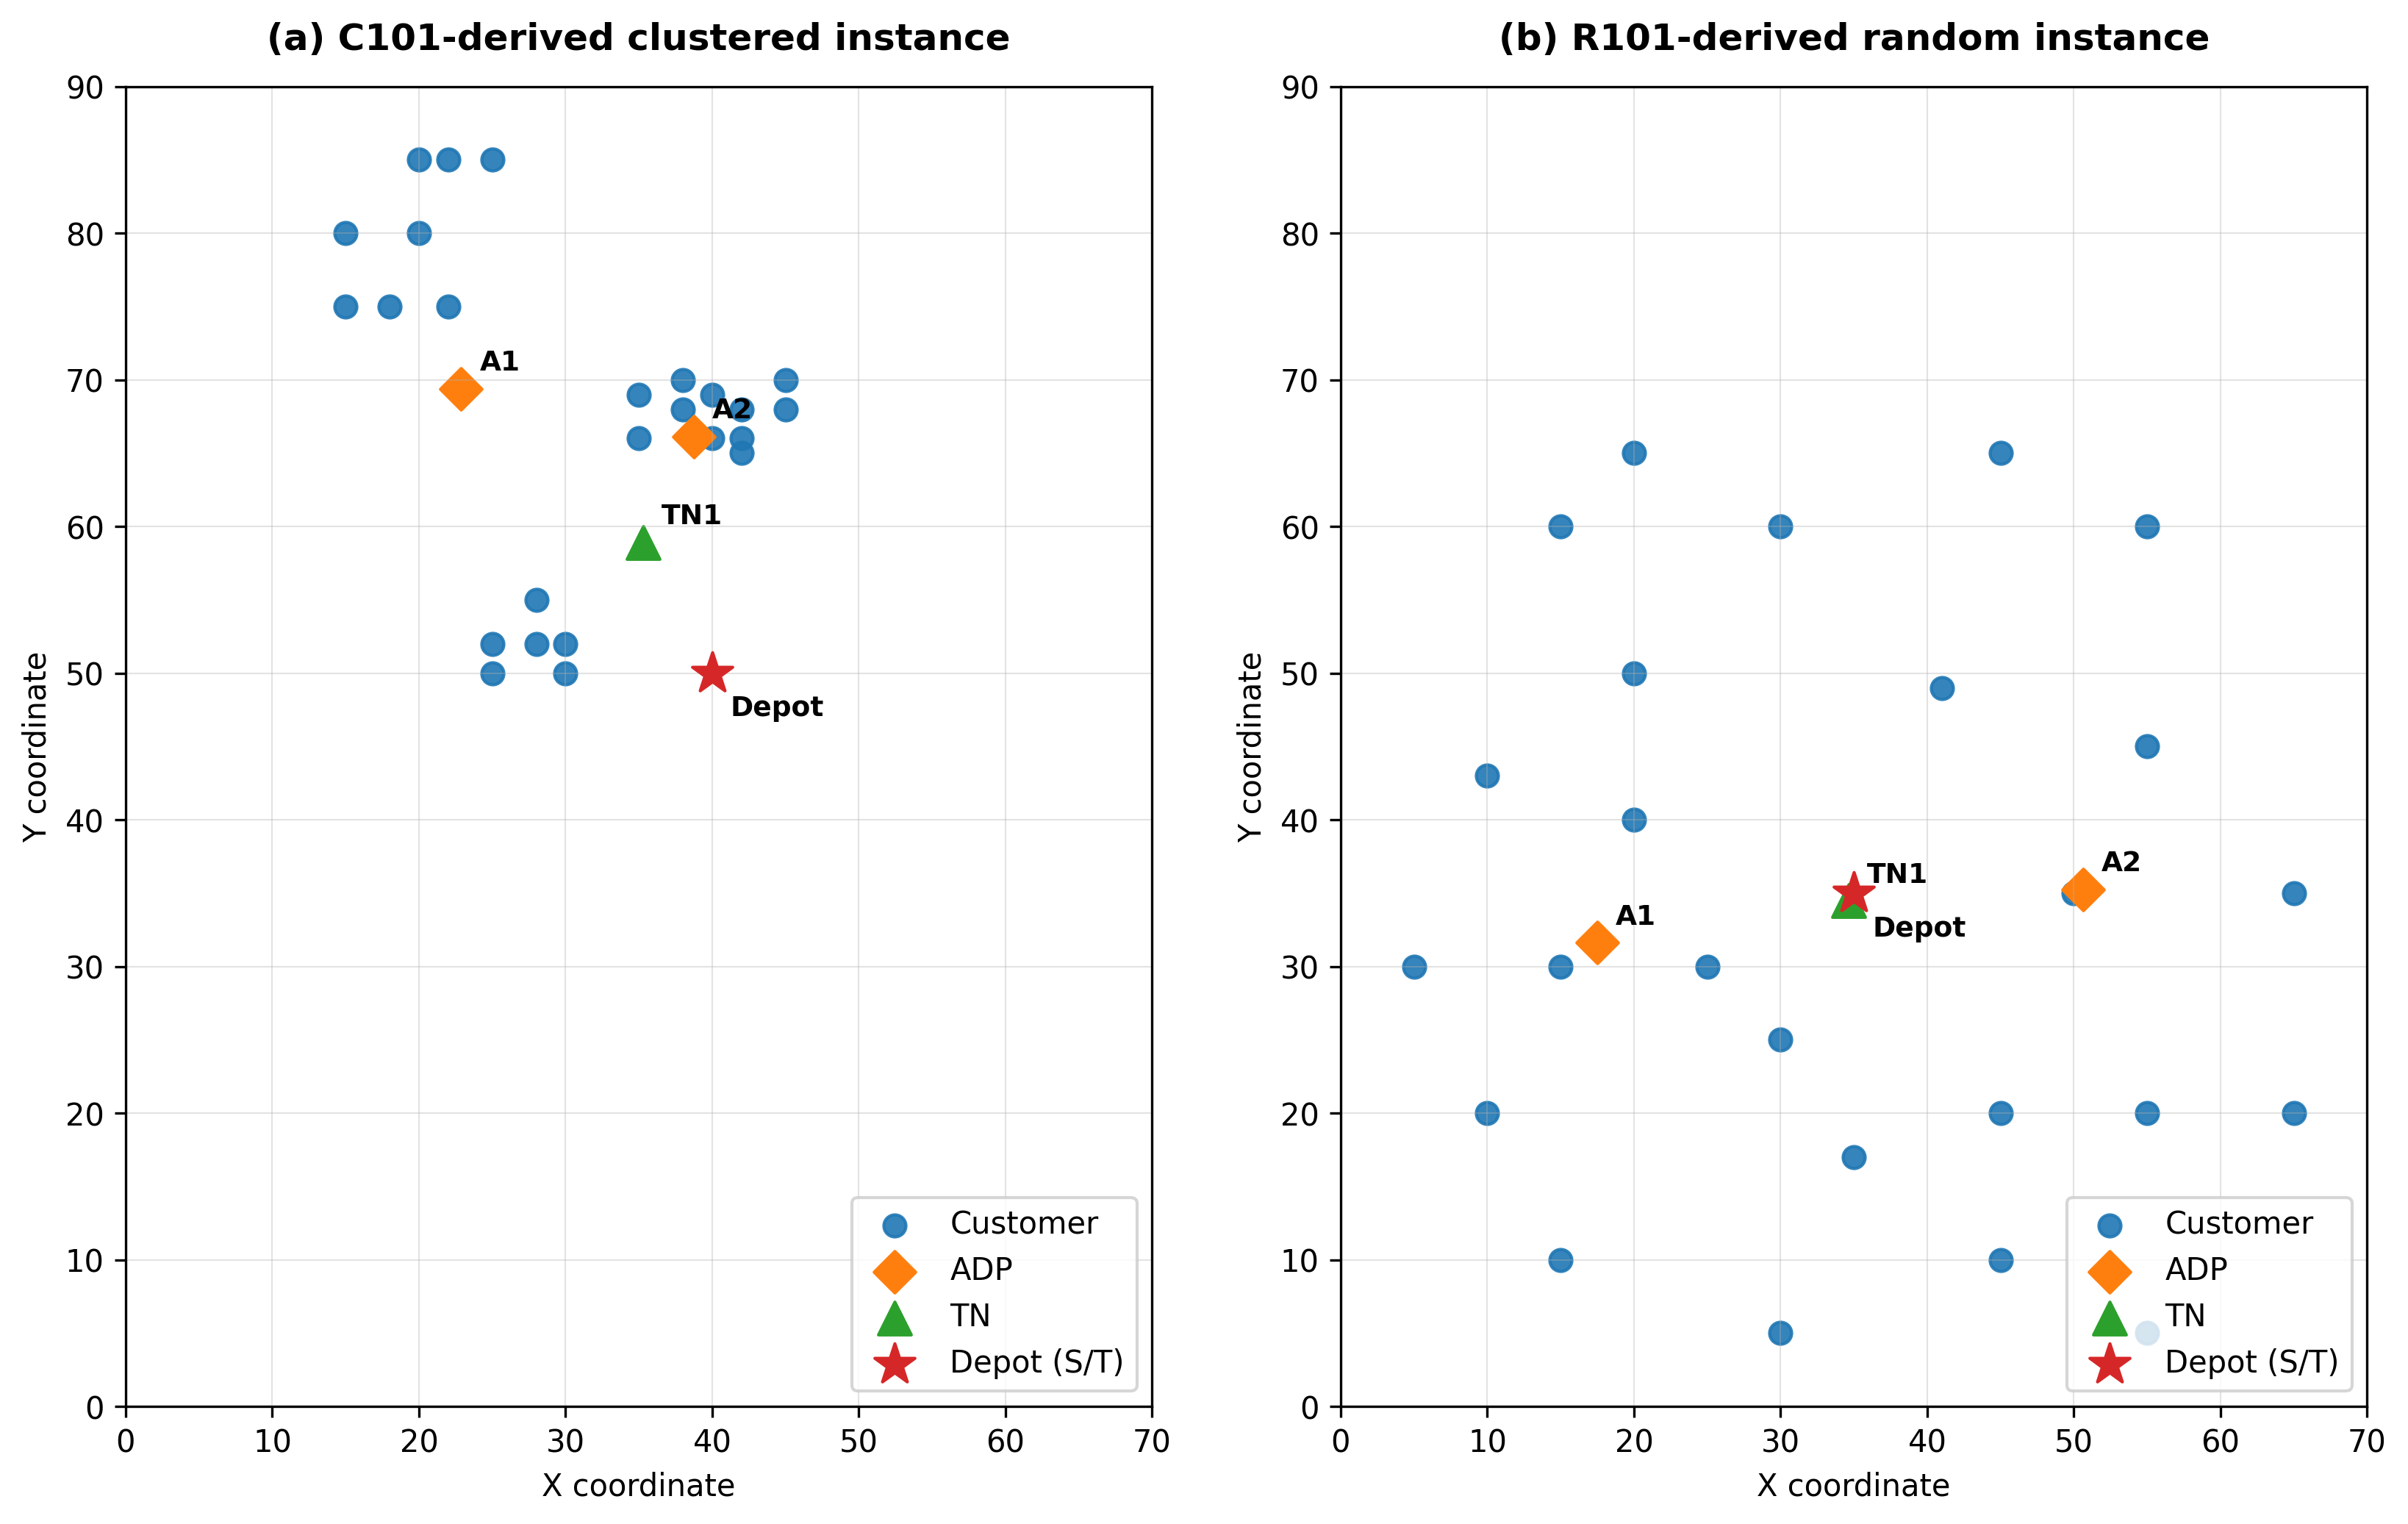 (a) C101-derived clustered instance
90
80
70
60
50
40
30
20
10
0
Y coordinate
A1
A2
TN1
Depot
Customer
ADP
TN
Depot (S/T)
0 10 20 30 40 50 60 70
X coordinate
(b) R101-derived random instance
90
80
70
60
50
40
30
20
10
0
Y coordinate
TN1
A2
A1
Depot
Customer
ADP
TN
Depot (S/T)
0 10 20 30 40 50 60 70
X coordinate